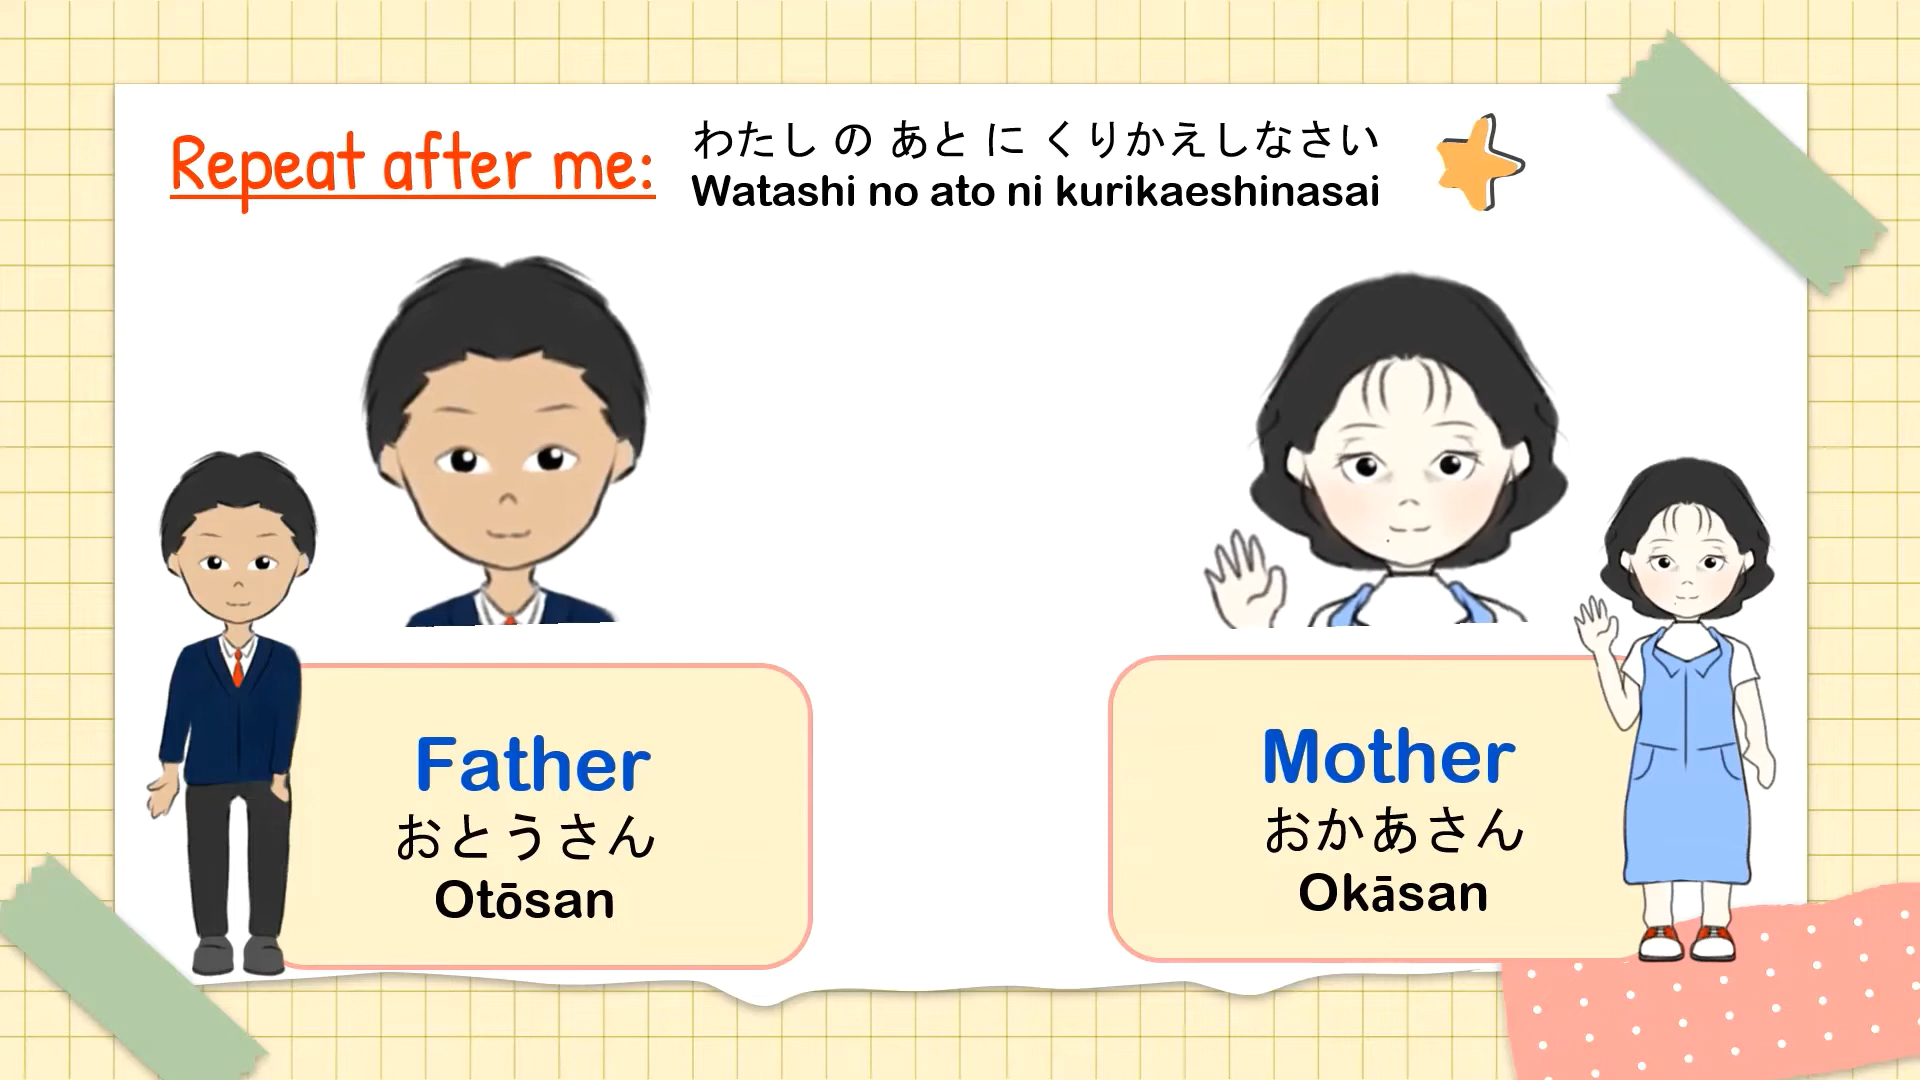 Repeat after me:
わたし の あと に くりかえしなさい
Watashi no ato ni kurikaeshinasai
Father
おとうさん
Otōsan
Mother
おかあさん
Okāsan